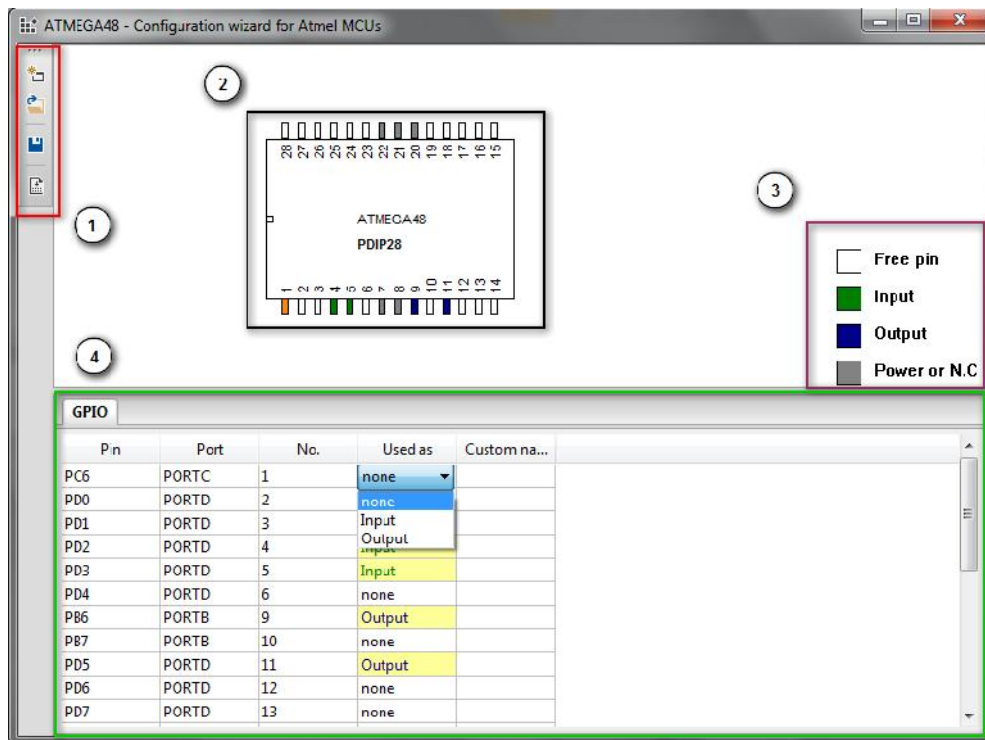 ATMEGA48 - Configuration wizard for Atmel MCUs
2
28 27 26 25 24 23 22 21 20 19 18 17 16 15
3
1
ATMEGA48
PDIP28
1 2 3 4 5 6 7 8 9 10 11 12 13 14
Free pin
Input
Output
Power or N.C
4
GPIO
Pin Port No. Used as Custom na...
PC6 PORTC 1 none
PD0 PORTD 2 none
PD1 PORTD 3 Input
PD2 PORTD 4 Output
Input
PD3 PORTD 5 Input
PD4 PORTD 6 none
PB6 PORTB 9 Output
PB7 PORTB 10 none
PD5 PORTD 11 Output
PD6 PORTD 12 none
PD7 PORTD 13 none